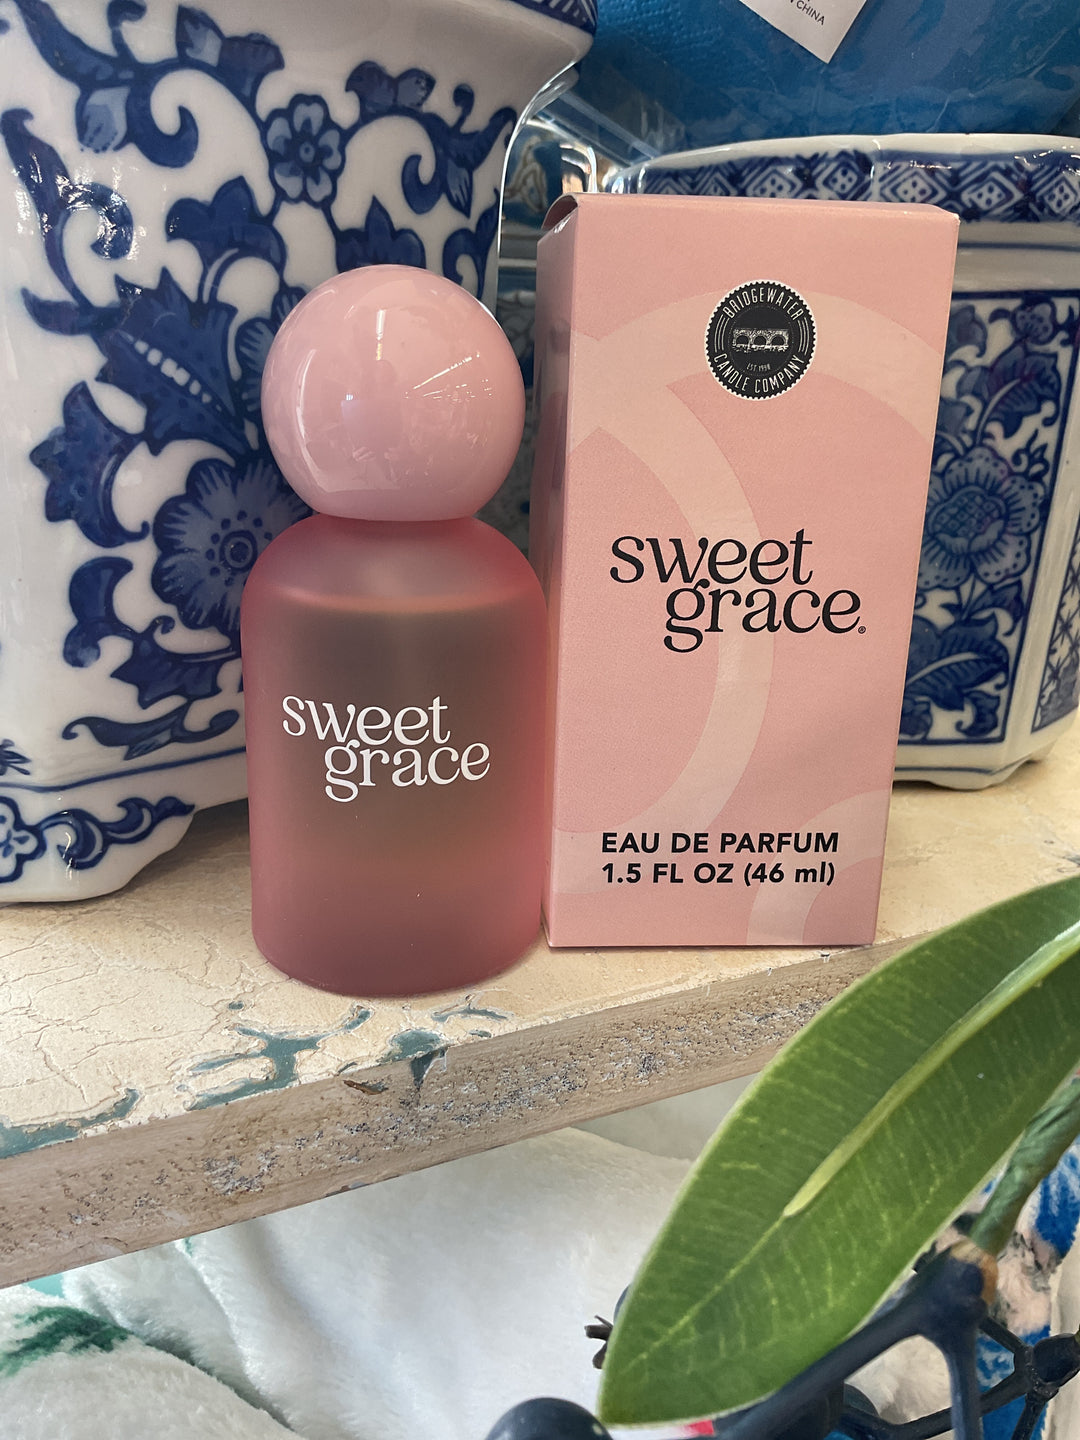 N CHINA
BRIDGEWATER
EST. 1998
CANDLE COMPANY
sweet
grace®
EAU DE PARFUM
1.5 FL OZ (46 ml)
sweet
grace